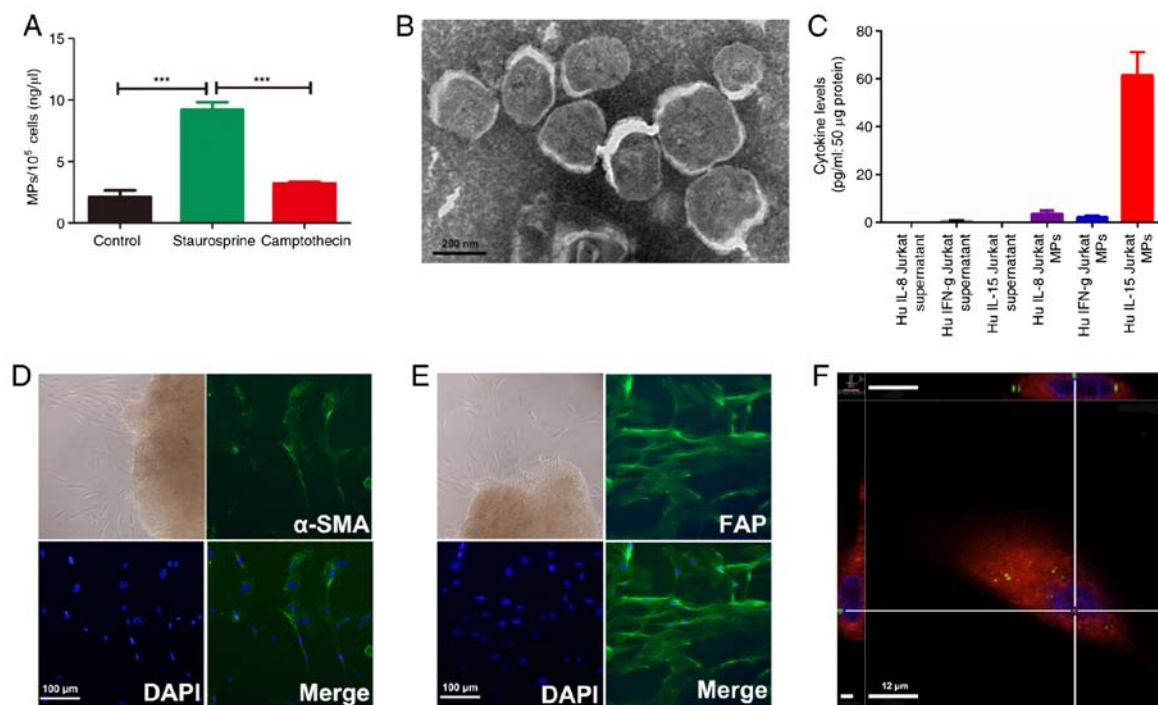 A
MPs/10⁵ cells (ng/μl)
15
10
5
0
***
***
Control
Staurosprine
Camptothecin
B
200 nm
C
Cytokine levels
(pg/ml; 50 μg protein)
80
60
40
20
0
Hu IL-8 Jurkat
supernatant
Hu IFN-g Jurkat
supernatant
Hu IL-15 Jurkat
supernatant
Hu IL-8 Jurkat
MPs
Hu IFN-g Jurkat
MPs
Hu IL-15 Jurkat
MPs
D
α-SMA
DAPI
100 μm
Merge
E
FAP
DAPI
100 μm
Merge
F
12 μm